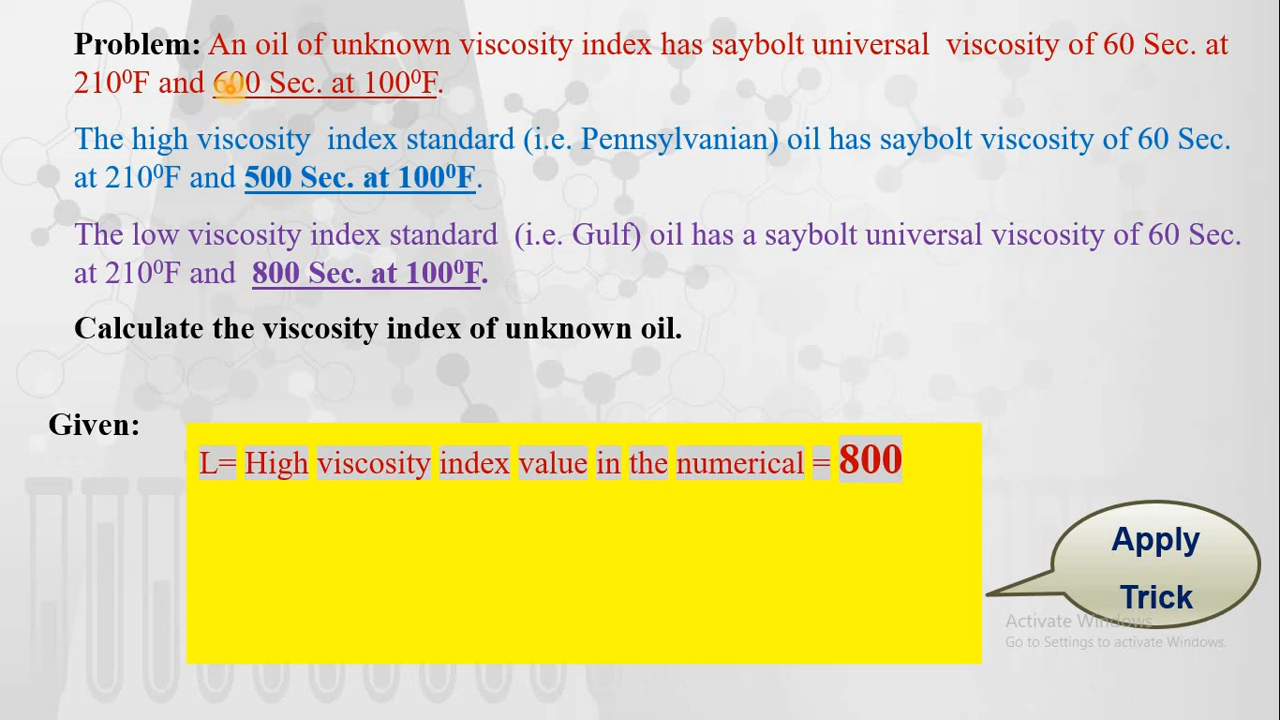 Problem: An oil of unknown viscosity index has saybolt universal viscosity of 60 Sec. at
210⁰F and 600 Sec. at 100⁰F.
The high viscosity index standard (i.e. Pennsylvanian) oil has saybolt viscosity of 60 Sec.
at 210⁰F and 500 Sec. at 100⁰F.
The low viscosity index standard (i.e. Gulf) oil has a saybolt universal viscosity of 60 Sec.
at 210⁰F and 800 Sec. at 100⁰F.
Calculate the viscosity index of unknown oil.
Given:
L= High viscosity index value in the numerical = 800
Apply
Trick
Activate Windows
Go to Settings to activate Windows.